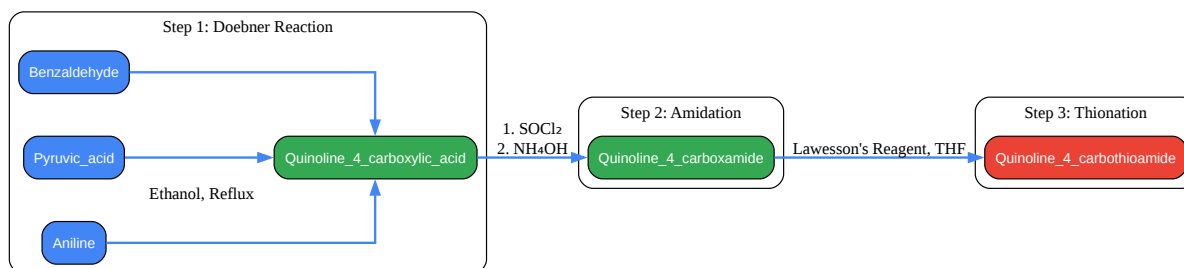 Step 1: Doebner Reaction
Benzaldehyde
Pyruvic_acid
Aniline
Ethanol, Reflux
Quinoline_4_carboxylic_acid
1. SOCl₂
2. NH₄OH
Step 2: Amidation
Quinoline_4_carboxamide
Lawesson's Reagent, THF
Step 3: Thionation
Quinoline_4_carbothioamide